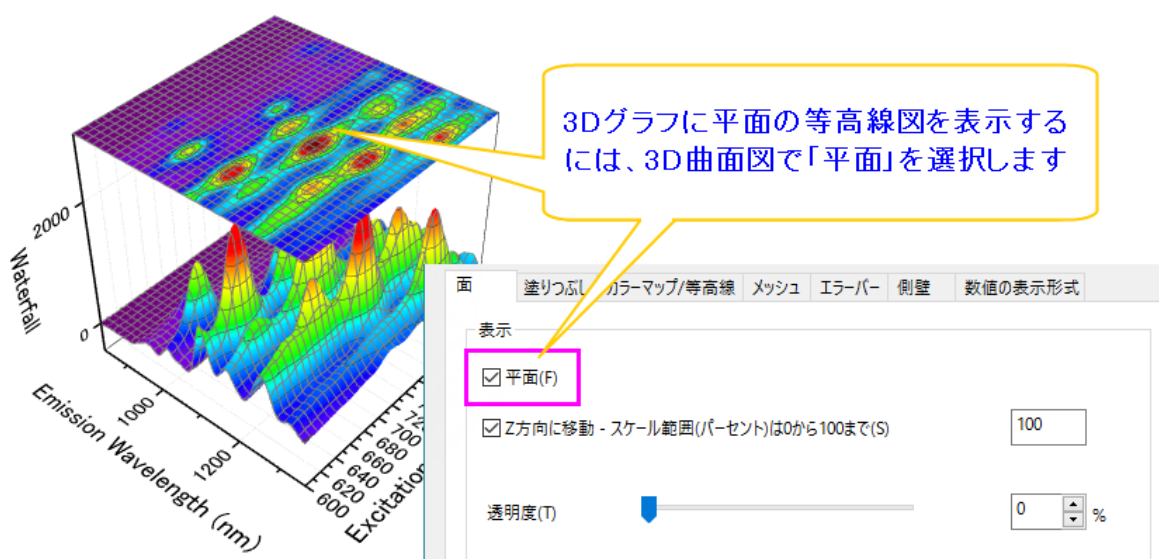 3Dグラフに平面の等高線図を表示する
には、3D曲面図で「平面」を選択します
2000
0
Waterfall
1000
1200
Emission Wavelength (nm)
600
620
640
660
680
700
Excitation
面
塗りつぶし
カラーマップ/等高線
メッシュ
エラーバー
側壁
数値の表示形式
表示
平面(F)
Z方向に移動 - スケール範囲(パーセント)は0から100まで(S)
100
透明度(T)
0
%